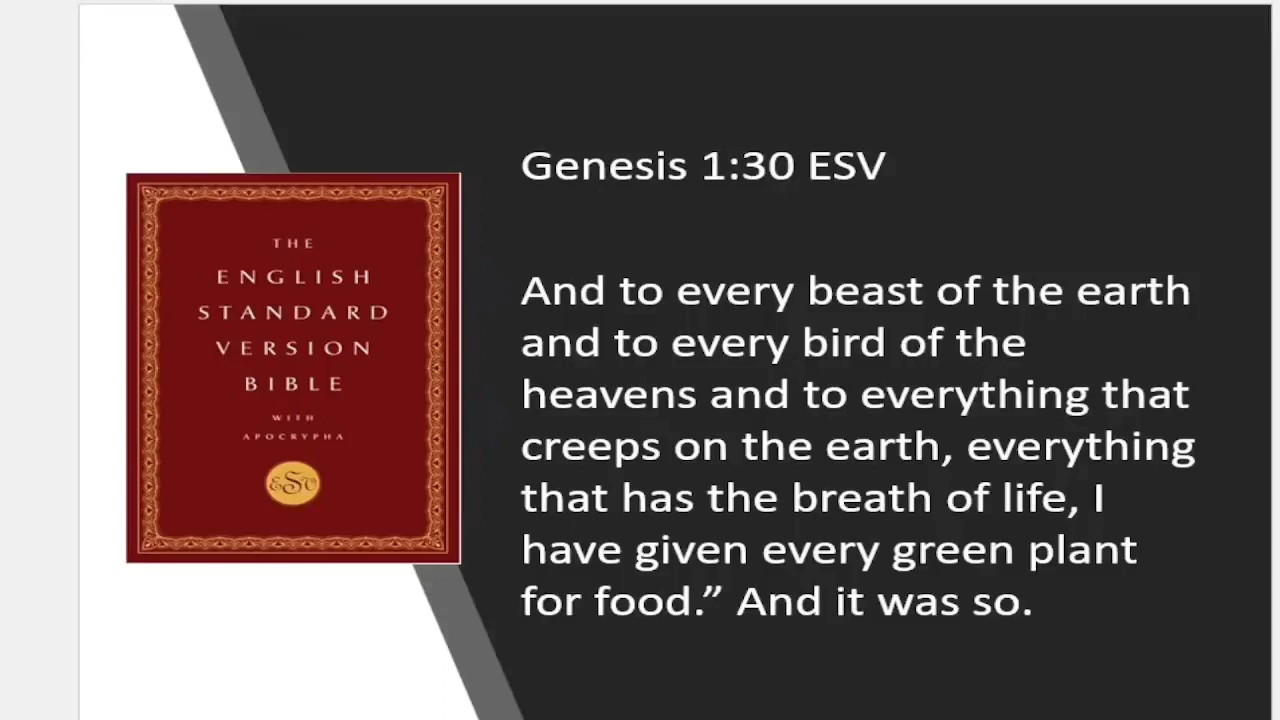 THE
ENGLISH
STANDARD
VERSION
BIBLE
WITH
APOCRYPHA
ESV
Genesis 1:30 ESV
And to every beast of the earth
and to every bird of the
heavens and to everything that
creeps on the earth, everything
that has the breath of life, I
have given every green plant
for food.” And it was so.